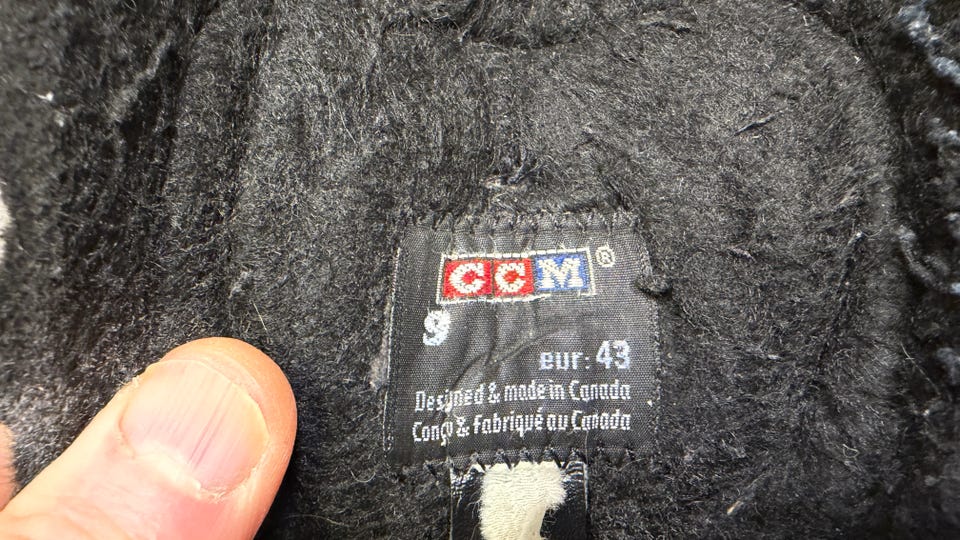 CCM®
9
eur: 43
Designed & made in Canada
Conçu & Fabriqué au Canada